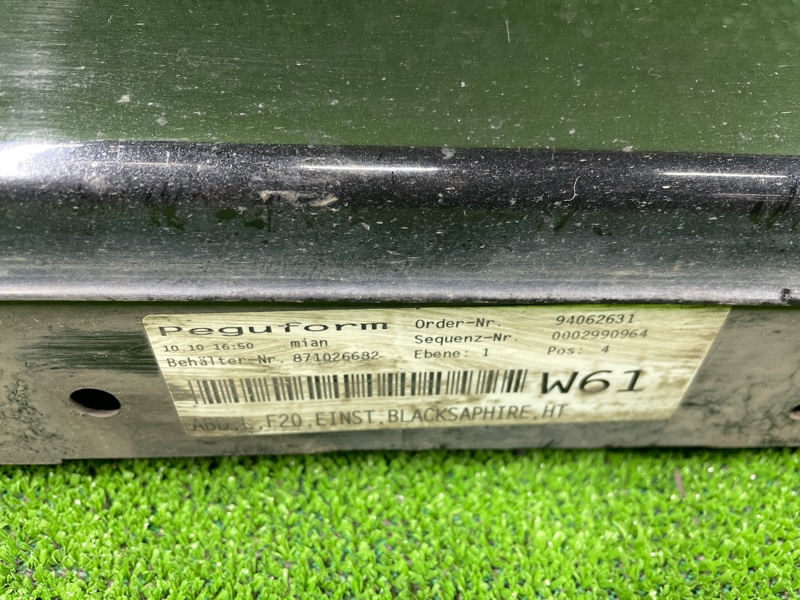 Peguform
Order-Nr. 94062631
10.10 16:50 mian
Sequenz-Nr. 0002990964
Behälter-Nr. 871026682
Ebene: 1 Pos: 4
W61
F20,EINST,BLACKSAPHIRE,HT